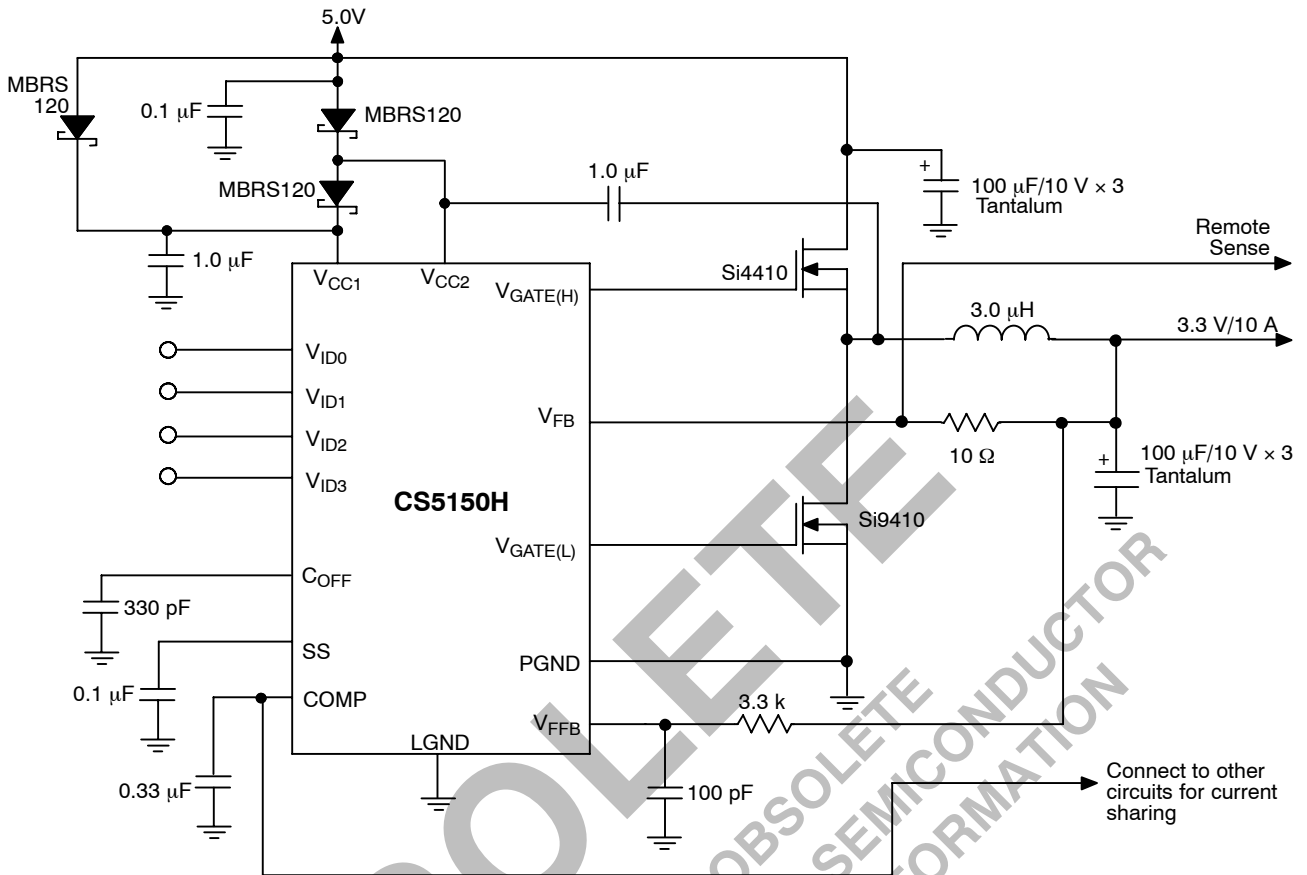 5.0V
MBRS
120
0.1 μF
MBRS120
MBRS120
1.0 μF
1.0 μF
+
100 μF/10 V × 3
Tantalum
Remote
Sense
VCC1
VCC2
VGATE(H)
Si4410
3.0 μH
3.3 V/10 A
VID0
VID1
VID2
VID3
VFB
10 Ω
+
100 μF/10 V × 3
Tantalum
CS5150H
Si9410
VGATE(L)
COFF
330 pF
SS
0.1 μF
COMP
PGND
3.3 k
VFFB
LGND
0.33 μF
100 pF
Connect to other
circuits for current
sharing
OBSOLETE
SEMICONDUCTOR